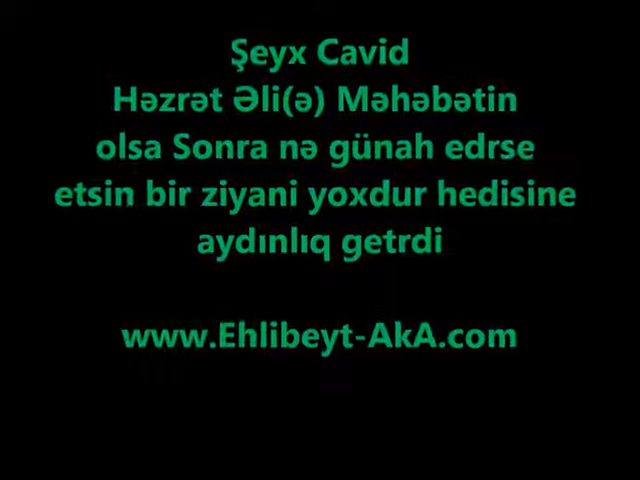 Şeyx Cavid
Həzrət Əli(ə) Məhəbətin
olsa Sonra nə günah edrse
etsin bir ziyani yoxdur hedisine
aydınlıq getrdi
www.Ehlibeyt-AkA.com